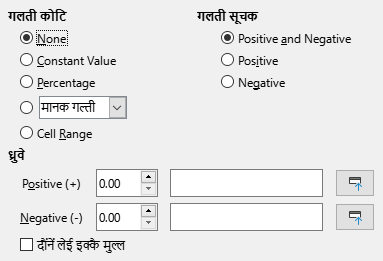 गलती कोटि
None
Constant Value
Percentage
मानक गल्ती
Cell Range
गलती सूचक
Positive and Negative
Positive
Negative
ध्रुवे
Positive (+) 0.00
Negative (-) 0.00
दौंनें लेई इक्कै मुल्ल